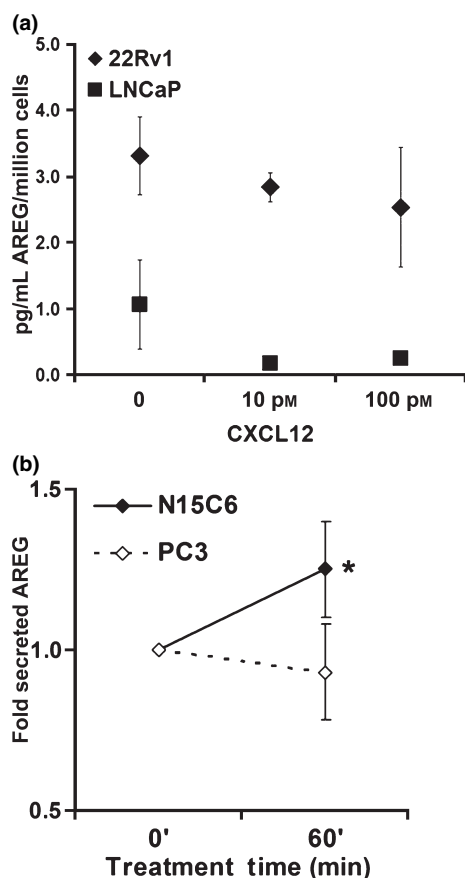 (a)
22Rv1
LNCaP
pg/mL AREG/million cells
5.0
4.0
3.0
2.0
1.0
0.0
0 10 pM 100 pM
CXCL12
(b)
N15C6
PC3
Fold secreted AREG
1.5
1.0
0.5
*
0' 60'
Treatment time (min)